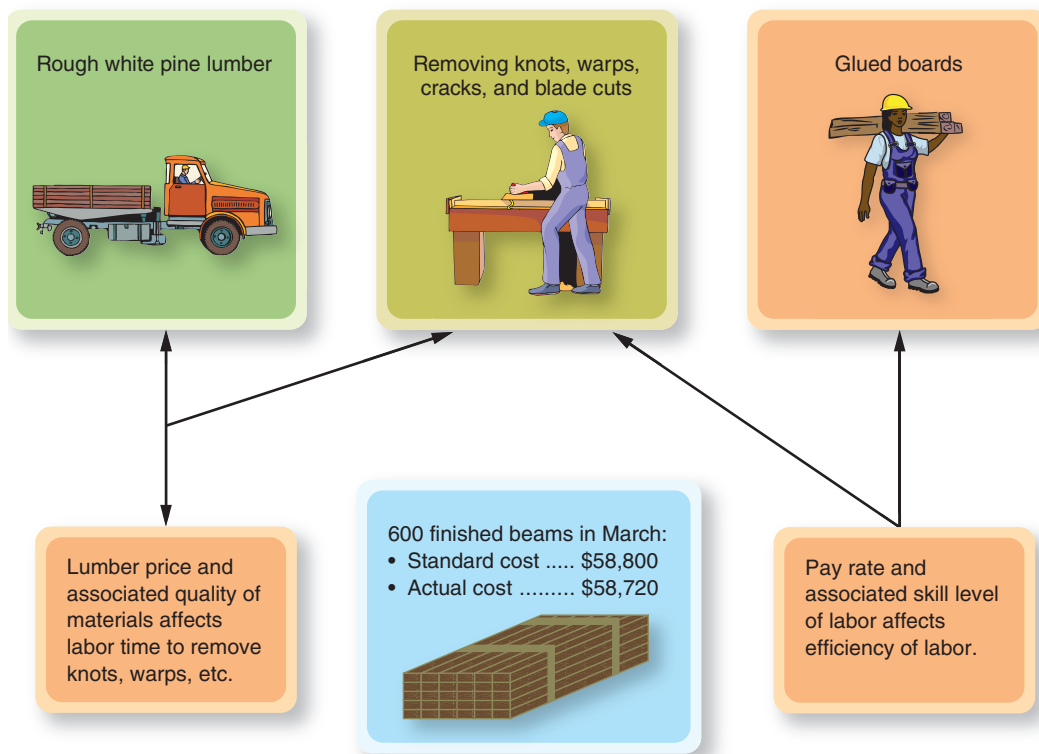 Rough white pine lumber
Removing knots, warps,
cracks, and blade cuts
Glued boards
Lumber price and
associated quality of
materials affects
labor time to remove
knots, warps, etc.
600 finished beams in March:
• Standard cost ..... $58,800
• Actual cost ......... $58,720
Pay rate and
associated skill level
of labor affects
efficiency of labor.